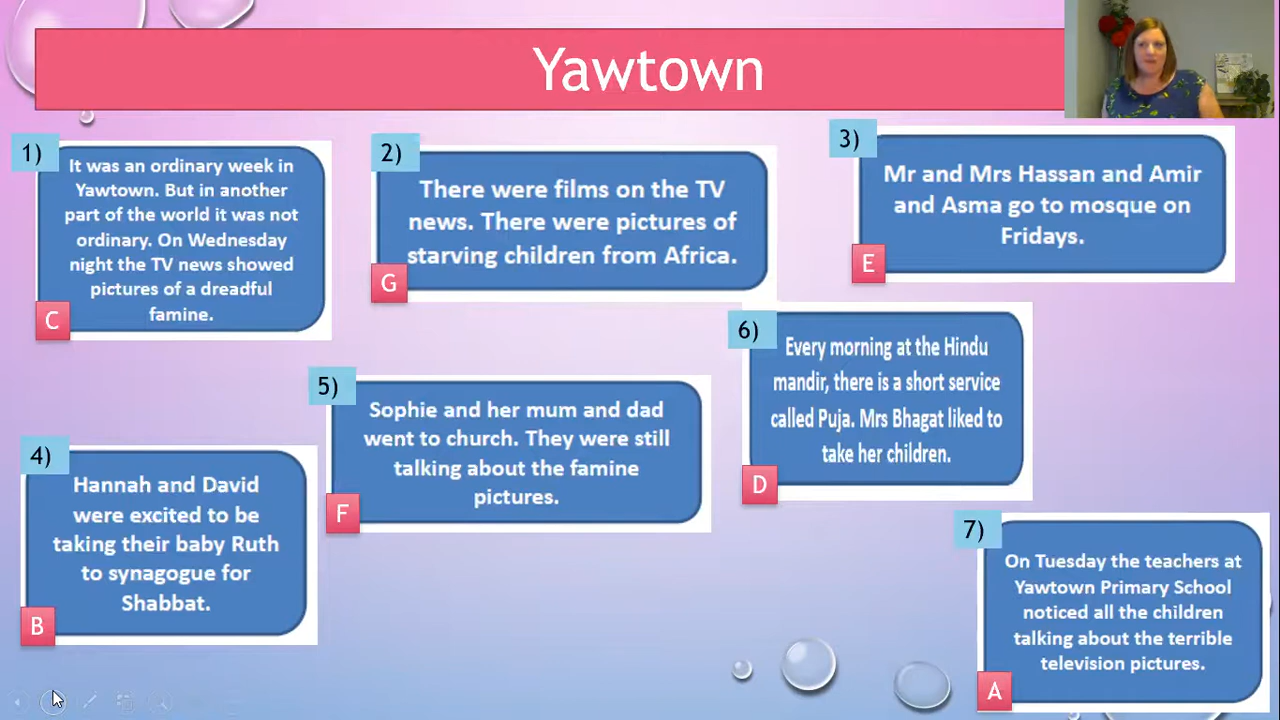 Yawtown
1)
It was an ordinary week in
Yawtown. But in another
part of the world it was not
ordinary. On Wednesday
night the TV news showed
pictures of a dreadful
famine.
C
2)
There were films on the TV
news. There were pictures of
starving children from Africa.
G
3)
Mr and Mrs Hassan and Amir
and Asma go to mosque on
Fridays.
E
4)
Hannah and David
were excited to be
taking their baby Ruth
to synagogue for
Shabbat.
B
5)
Sophie and her mum and dad
went to church. They were still
talking about the famine
pictures.
F
6)
Every morning at the Hindu
mandir, there is a short service
called Puja. Mrs Bhagat liked to
take her children.
D
7)
On Tuesday the teachers at
Yawtown Primary School
noticed all the children
talking about the terrible
television pictures.
A